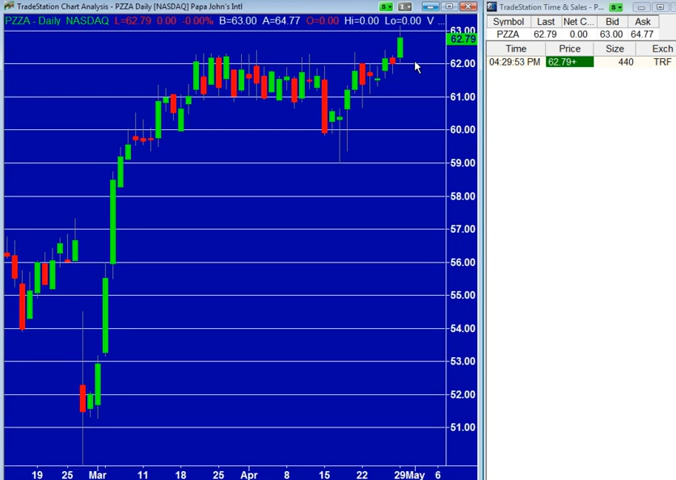 TradeStation Chart Analysis - PZZA Daily [NASDAQ] Papa John's Intl
PZZA - Daily NASDAQ L=62.79 0.00 -0.00% B=63.00 A=64.77 O=0.00 Hi=0.00 Lo=0.00 V ...
63.00
62.79
62.00
61.00
60.00
59.00
58.00
57.00
56.00
55.00
54.00
53.00
52.00
51.00
19 25 Mar 11 18 25 Apr 8 15 22 29 May 6
TradeStation Time & Sales - P...
Symbol Last Net C... Bid Ask
PZZA 62.79 0.00 63.00 64.77
Time Price Size Exch
04:29:53 PM 62.79+ 440 TRF